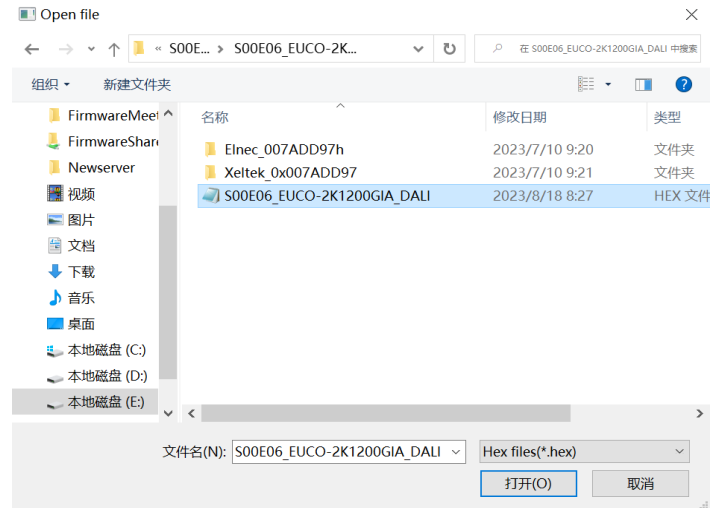 Open file
« S00E... › S00E06_EUCO-2K...
在 S00E06_EUCO-2K1200GIA_DALI 中搜索
组织 新建文件夹
名称 修改日期 类型
FirmwareMeet
FirmwareShare
Newserver
视频
图片
文档
下载
音乐
桌面
本地磁盘 (C:)
本地磁盘 (D:)
本地磁盘 (E:)
Elnec_007ADD97h 2023/7/10 9:20 文件夹
Xeltek_0x007ADD97 2023/7/10 9:21 文件夹
S00E06_EUCO-2K1200GIA_DALI 2023/8/18 8:27 HEX 文件
文件名(N): S00E06_EUCO-2K1200GIA_DALI Hex files(*.hex)
打开(O) 取消